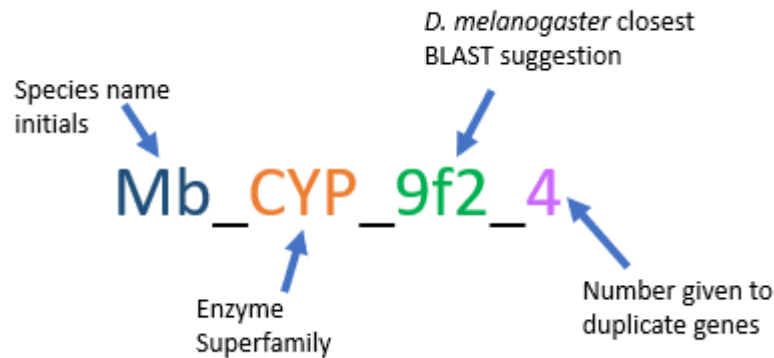 D. melanogaster closest
BLAST suggestion
Species name
initials
Mb_CYP_9f2_4
Enzyme
Superfamily
Number given to
duplicate genes